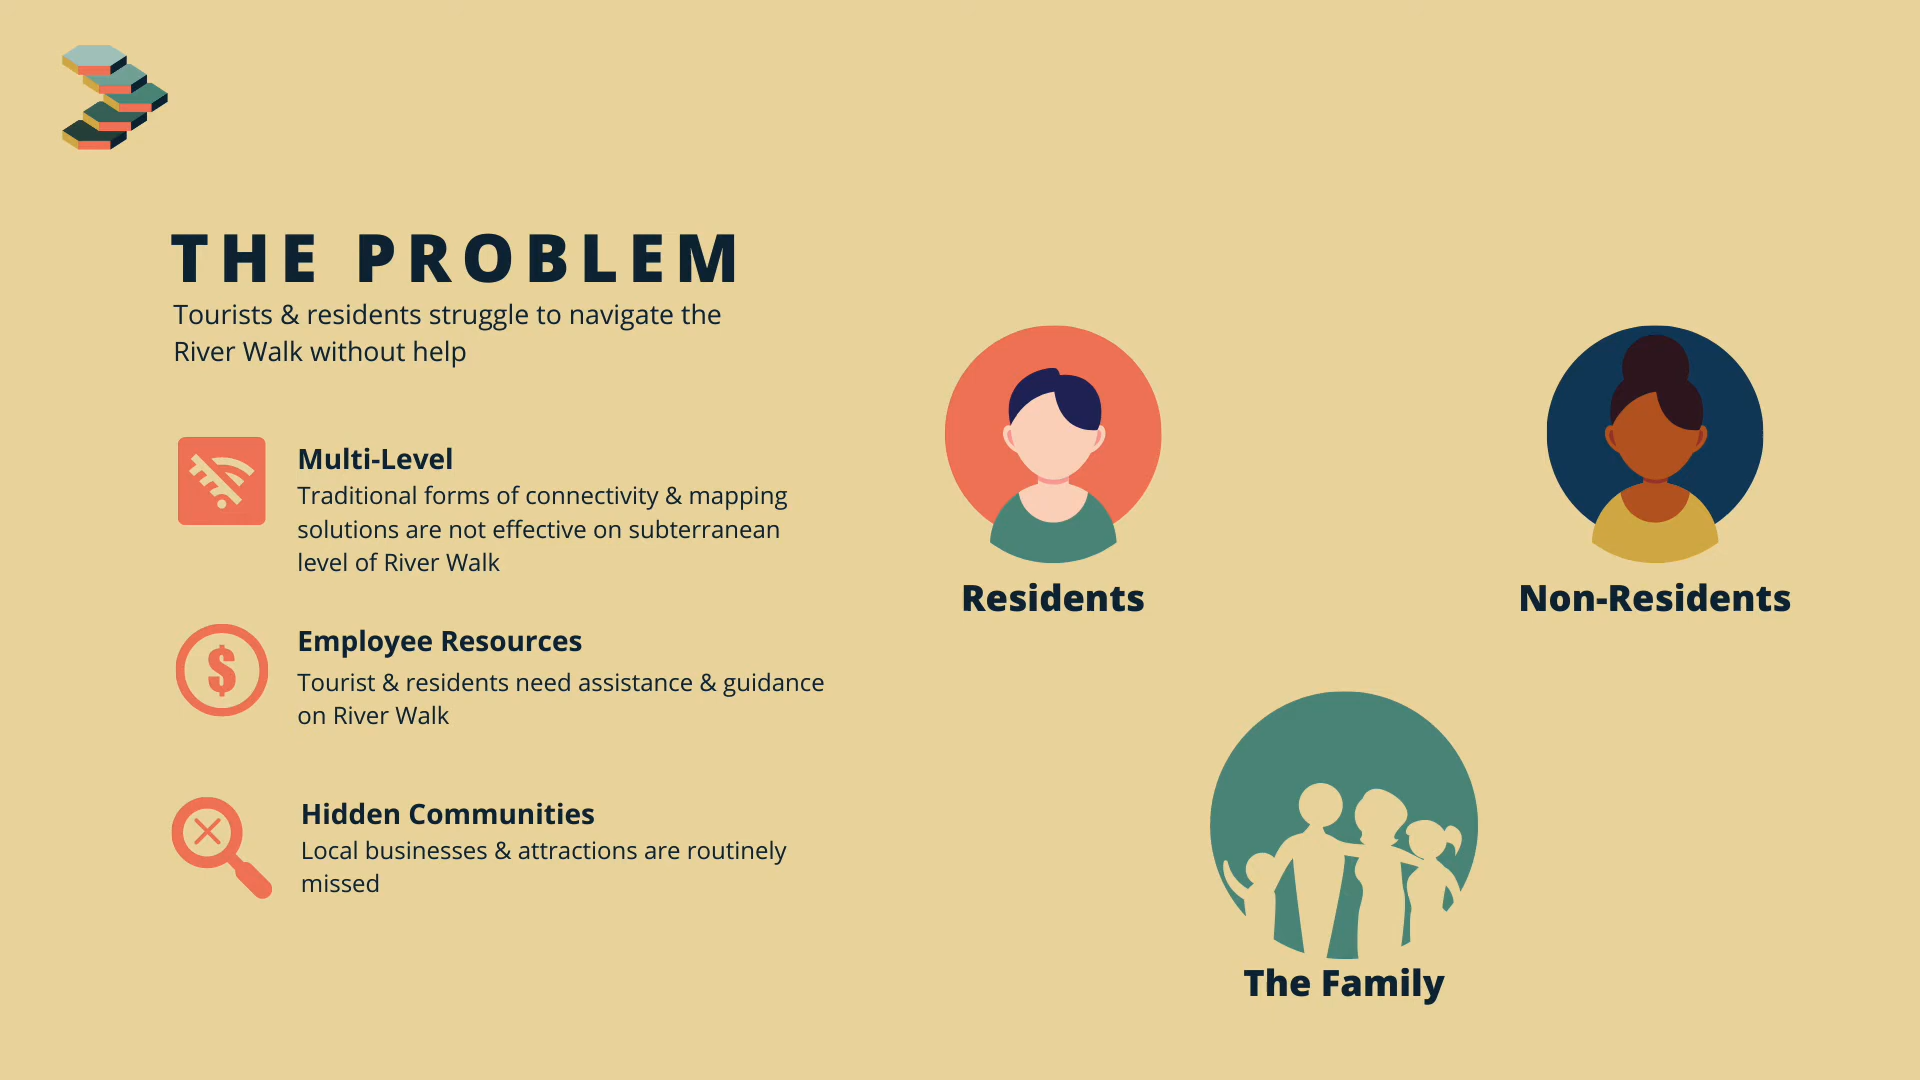 THE PROBLEM
Tourists & residents struggle to navigate the
River Walk without help
Multi-Level
Traditional forms of connectivity & mapping
solutions are not effective on subterranean
level of River Walk
$
Employee Resources
Tourist & residents need assistance & guidance
on River Walk
Hidden Communities
Local businesses & attractions are routinely
missed
Residents
Non-Residents
The Family